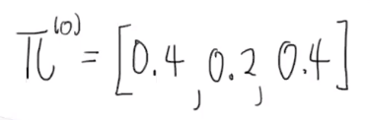 π⁽⁰⁾ = [0.4, 0.2, 0.4]